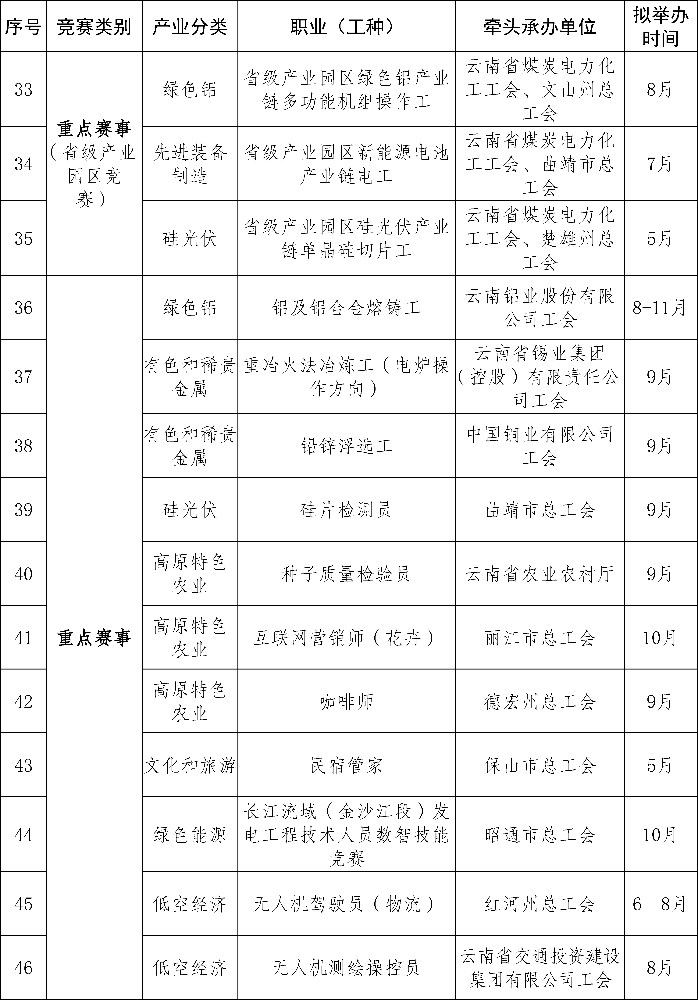 序号 竞赛类别 产业分类 职业（工种） 牵头承办单位 拟举办
时间
重点赛事
（省级产业
园区竞
赛）
33
绿色铝
省级产业园区绿色铝产业
链多功能机组操作工
云南省煤炭电力化
工工会、文山州总
工会
8月
34
先进装备
制造
省级产业园区新能源电池
产业链电工
云南省煤炭电力化
工工会、曲靖市总
工会
7月
35
硅光伏
省级产业园区硅光伏产业
链单晶硅切片工
云南省煤炭电力化
工工会、楚雄州总
工会
5月
重点赛事
36
绿色铝
铝及铝合金熔铸工
云南铝业股份有限
公司工会
8-11月
37
有色和稀贵
金属
重冶火法冶炼工（电炉操
作方向）
云南省锡业集团
（控股）有限责任公
司工会
9月
38
有色和稀贵
金属
铅锌浮选工
中国铜业有限公司
工会
9月
39
硅光伏
硅片检测员
曲靖市总工会
9月
40
高原特色
农业
种子质量检验员
云南省农业农村厅
9月
41
高原特色
农业
互联网营销师（花卉）
丽江市总工会
10月
42
高原特色
农业
咖啡师
德宏州总工会
9月
43
文化和旅游
民宿管家
保山市总工会
5月
44
绿色能源
长江流域（金沙江段）发
电工程技术人员数智技能
竞赛
昭通市总工会
10月
45
低空经济
无人机驾驶员（物流）
红河州总工会
6—8月
46
低空经济
无人机测绘操控员
云南省交通投资建设
集团有限公司工会
8月